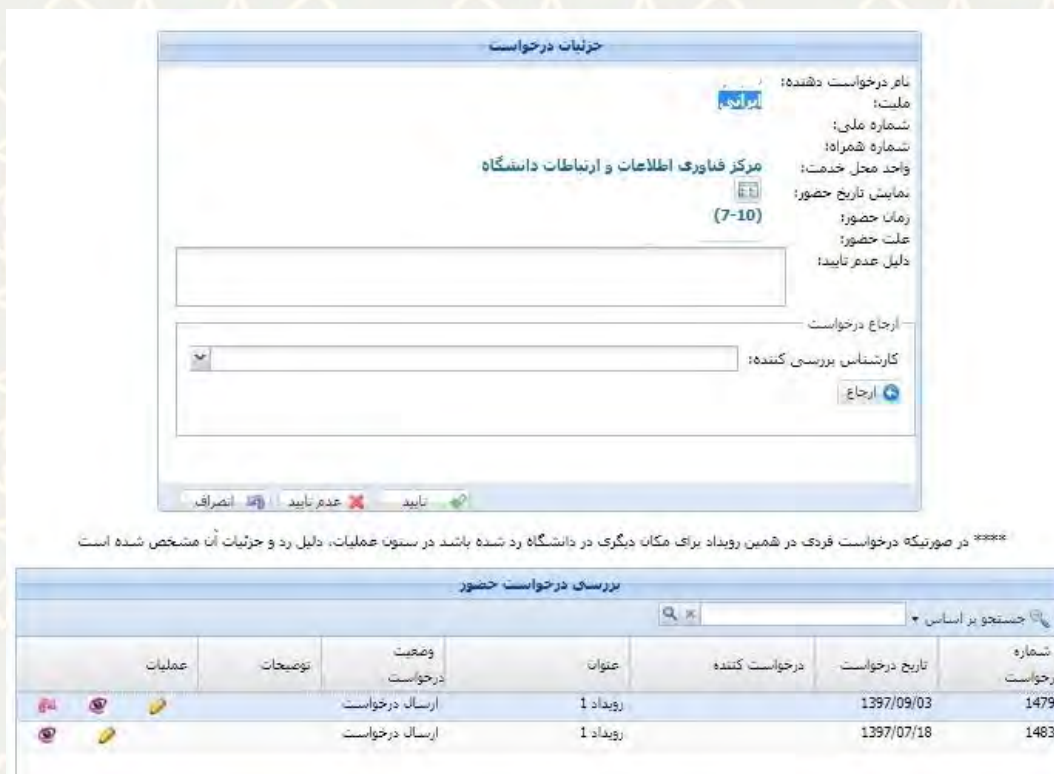 جزئیات درخواست
نام درخواست دهنده:
ملیت: ایرانی
شماره ملی:
شماره همراه:
واحد محل خدمت: مرکز فناوری اطلاعات و ارتباطات دانشگاه
نمایش تاریخ حضور:
زمان حضور: (7-10)
علت حضور:
دلیل عدم تایید:
ارجاع درخواست
کارشناس بررسی کننده:
ارجاع
تایید عدم تایید انصراف
**** در صورتیکه درخواست فردی در همین رویداد برای مکان دیگری در دانشگاه رد شده باشد در ستون عملیات، دلیل رد و جزئیات آن مشخص شده است
بررسی درخواست حضور
جستجو بر اساس
شماره درخواست تاریخ درخواست درخواست کننده عنوان وضعیت درخواست توضیحات عملیات
1479 1397/09/03 رویداد 1 ارسال درخواست
1483 1397/07/18 رویداد 1 ارسال درخواست